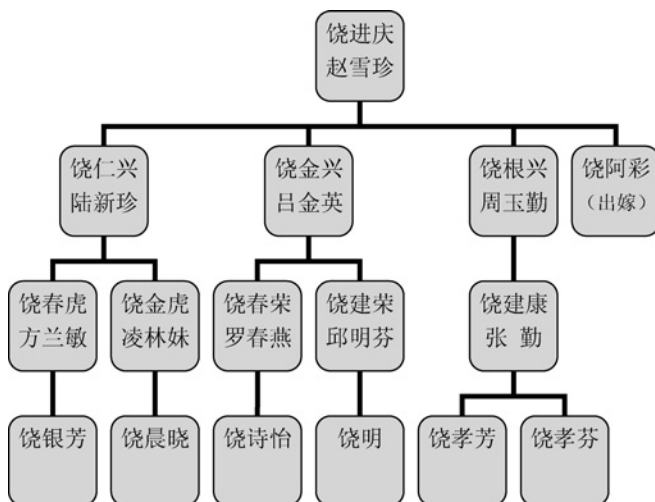 饶进庆
赵雪珍
饶仁兴
陆新珍
饶金兴
吕金英
饶根兴
周玉勤
饶阿彩
（出嫁）
饶春虎
方兰敏
饶金虎
凌林妹
饶春荣
罗春燕
饶建荣
邱明芬
饶建康
张 勤
饶银芳
饶晨晓
饶诗怡
饶明
饶孝芳
饶孝芬